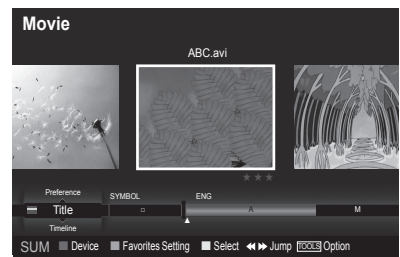 Movie
ABC.avi
★★★
Preference
SYMBOL ENG
Title ¤ A M
Timeline
SUM Device Favorites Setting Select ◀◀ ▶▶ Jump TOOLS Option